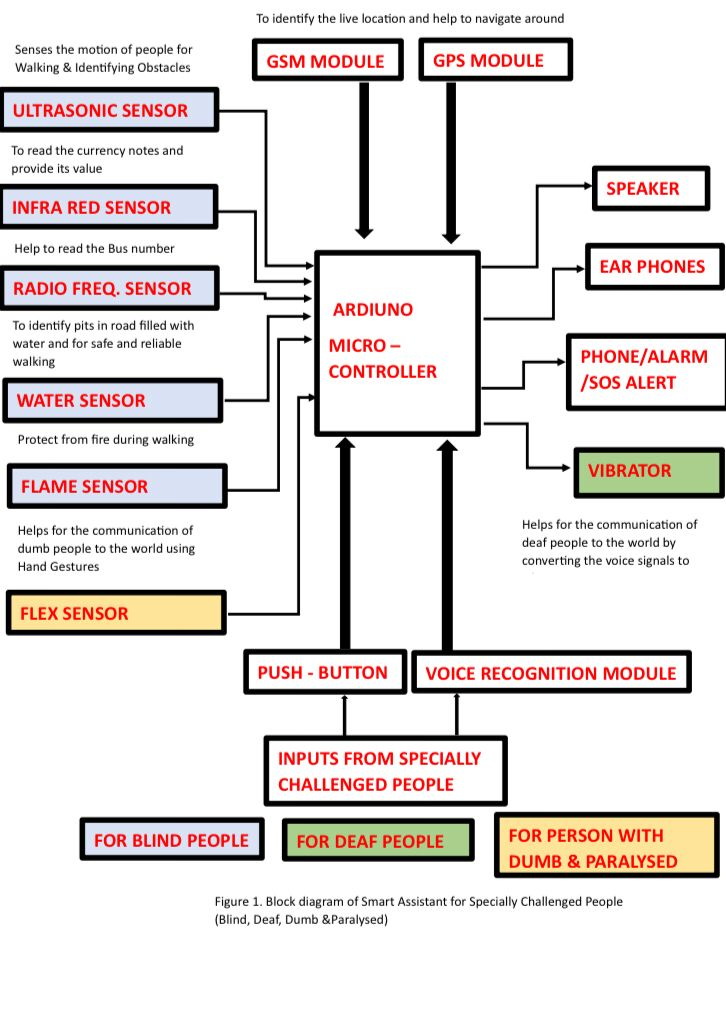 To identify the live location and help to navigate around
GSM MODULE
GPS MODULE
Senses the motion of people for
Walking & Identifying Obstacles
ULTRASONIC SENSOR
To read the currency notes and
provide its value
INFRA RED SENSOR
Help to read the Bus number
RADIO FREQ. SENSOR
To identify pits in road filled with
water and for safe and reliable
walking
WATER SENSOR
Protect from fire during walking
FLAME SENSOR
Helps for the communication of
dumb people to the world using
Hand Gestures
FLEX SENSOR
ARDIUNO
MICRO –
CONTROLLER
SPEAKER
EAR PHONES
PHONE/ALARM
/SOS ALERT
VIBRATOR
Helps for the communication of
deaf people to the world by
converting the voice signals to
PUSH - BUTTON
VOICE RECOGNITION MODULE
INPUTS FROM SPECIALLY
CHALLENGED PEOPLE
FOR BLIND PEOPLE
FOR DEAF PEOPLE
FOR PERSON WITH
DUMB & PARALYSED
Figure 1. Block diagram of Smart Assistant for Specially Challenged People
(Blind, Deaf, Dumb &Paralysed)